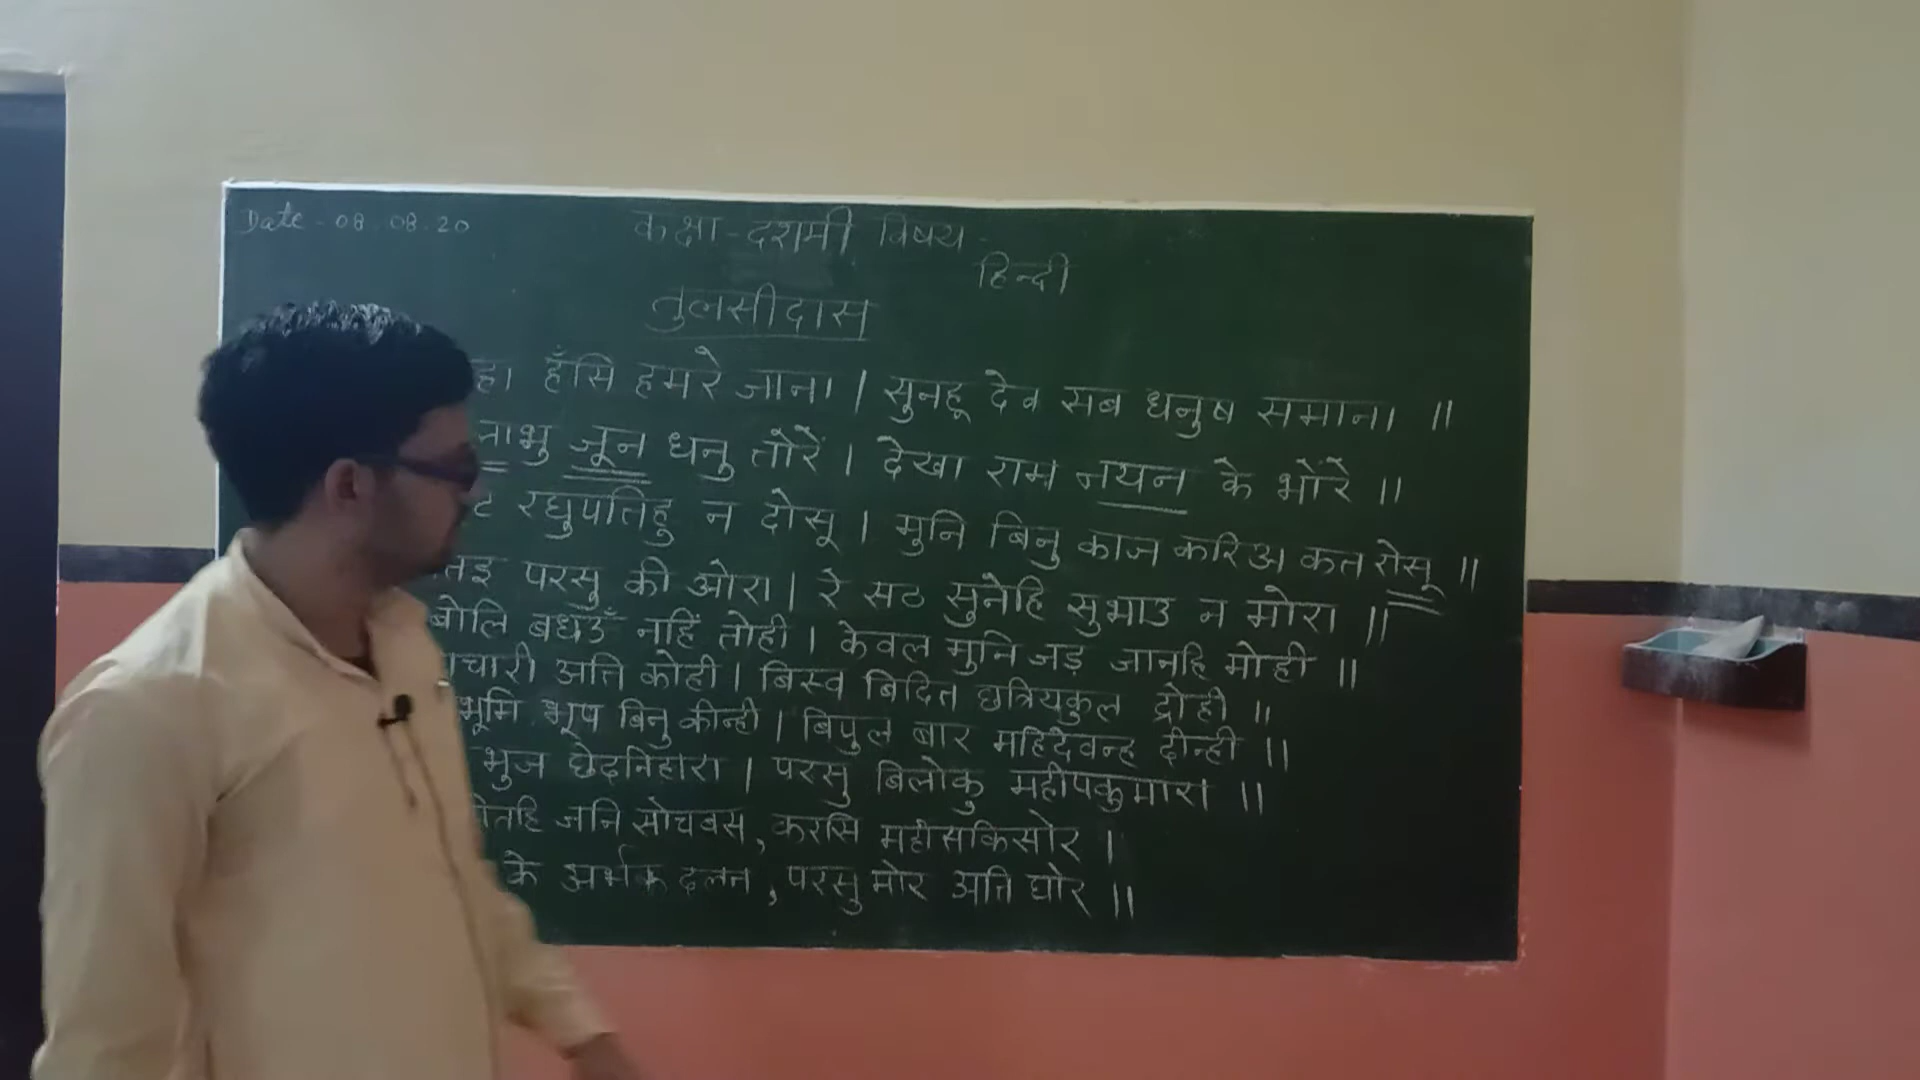 Date - 08.08.20
कक्षा - दशमी विषय -
हिन्दी
तुलसीदास
हँसि हमरे जाना । सुनहू देव सब धनुष समाना ॥
जून धनु तोरें । देखा राम नयन के भोंरे ॥
रघुपतिहु न दोसू । मुनि बिनु काज करिअ कत रोसू ॥
परसु की ओरा । रे सठ सुनेहि सुभाउ न मोरा ॥
बोलि बधउँ नहिं तोही । केवल मुनि जड़ जानहि मोही ॥
अति कोही । बिस्व बिदित छत्रियकुल द्रोही ॥
भूमि भूप बिनु कीन्ही । बिपुल बार महिदेवन्ह दीन्ही ॥
भुज छेदनिहारा । परसु बिलोकु महीपकुमारा ॥
जनि सोचबस, करसि महीसकिसोर ।
के अर्भक दलन, परसु मोर अति घोर ॥